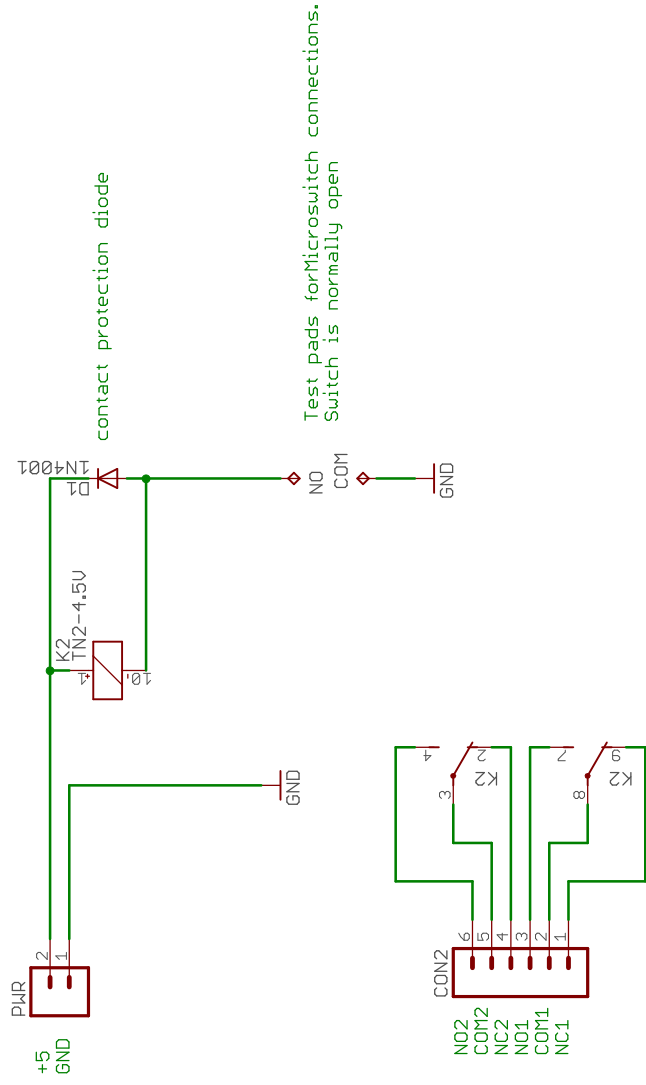 contact protection diode
Test pads forMicroswitch connections.
Switch is normally open
1N4001
D1
K2
TN2-4.5V
1
10
NO
COM
GND
GND
PWR
2
1
+5
GND
4
3
2
K2
7
8
9
K2
CON2
6
5
4
3
2
1
NO2
COM2
NC2
NO1
COM1
NC1